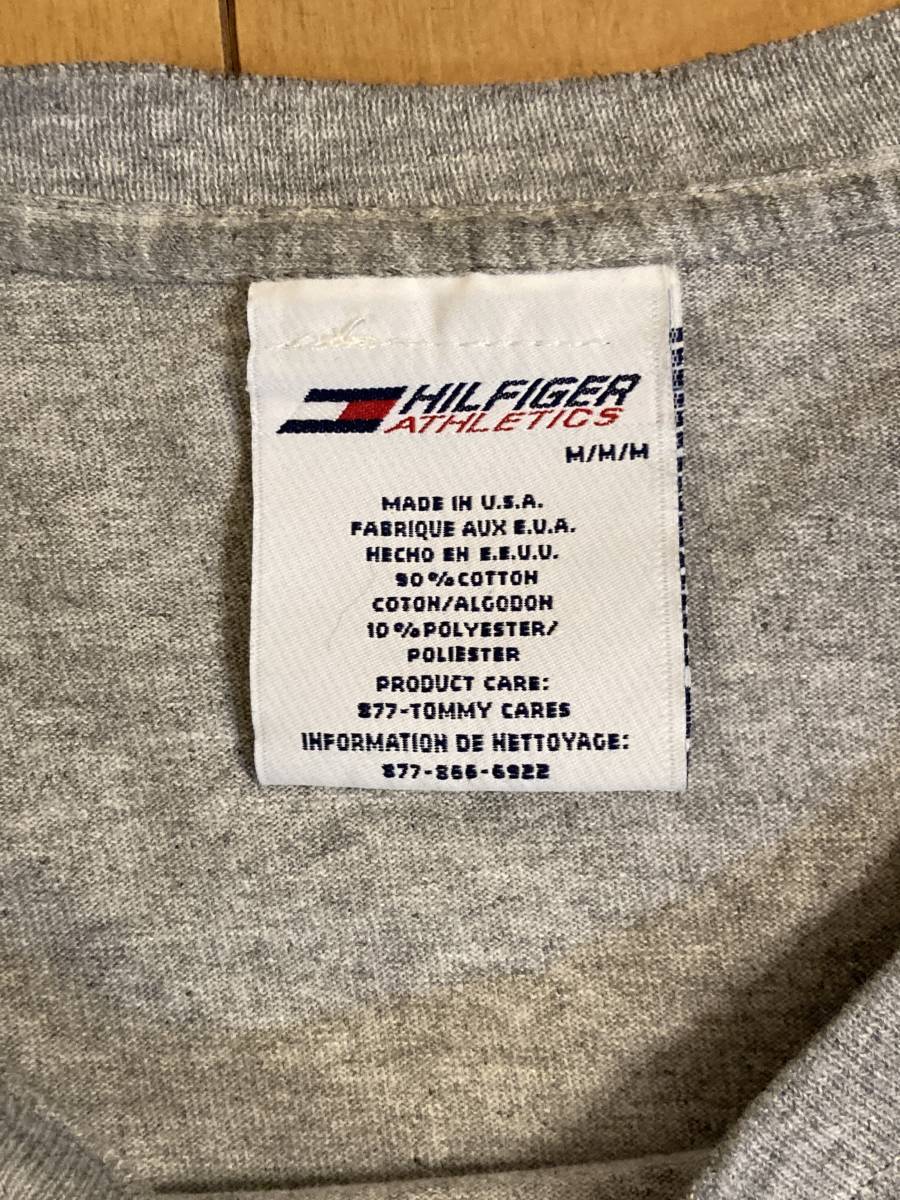 HILFIGER
ATHLETICS
M/M/M
MADE IN U.S.A.
FABRIQUE AUX E.U.A.
HECHO EN E.E.U.U.
90% COTTON
COTON/ALGODON
10% POLYESTER/
POLIESTER
PRODUCT CARE:
877-TOMMY CARES
INFORMATION DE NETTOYAGE:
877-866-6922